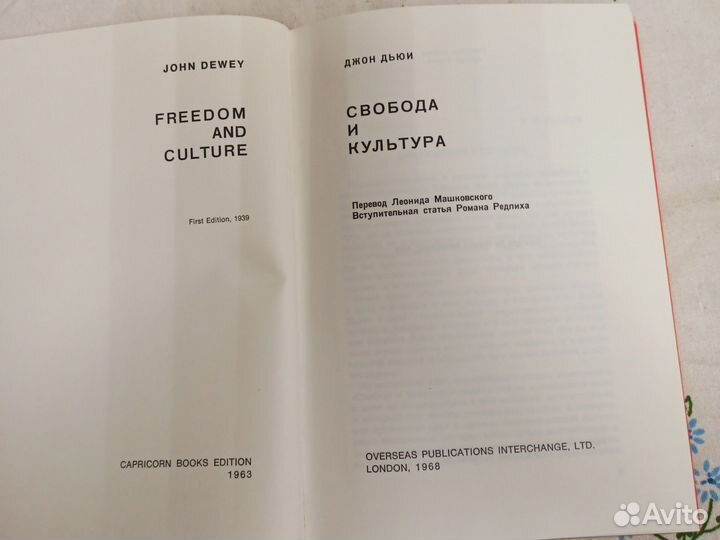 JOHN DEWEY
FREEDOM
AND
CULTURE
First Edition, 1939
CAPRICORN BOOKS EDITION
1963
ДЖОН ДЬЮИ
СВОБОДА
И
КУЛЬТУРА
Перевод Леонида Машковского
Вступительная статья Романа Редлиха
OVERSEAS PUBLICATIONS INTERCHANGE, LTD.
LONDON, 1968
Avito